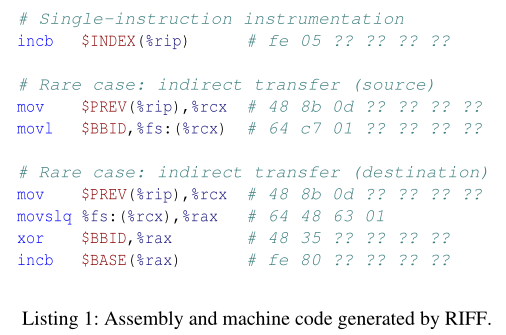 # Single-instruction instrumentation
incb $INDEX(%rip) # fe 05 ?? ?? ?? ??
# Rare case: indirect transfer (source)
mov $PREV(%rip),%rcx # 48 8b 0d ?? ?? ?? ??
movl $BBID,%fs:(%rcx) # 64 c7 01 ?? ?? ?? ??
# Rare case: indirect transfer (destination)
mov $PREV(%rip),%rcx # 48 8b 0d ?? ?? ?? ??
movslq %fs:(%rcx),%rax # 64 48 63 01
xor $BBID,%rax # 48 35 ?? ?? ?? ??
incb $BASE(%rax) # fe 80 ?? ?? ?? ??
Listing 1: Assembly and machine code generated by RIFF.